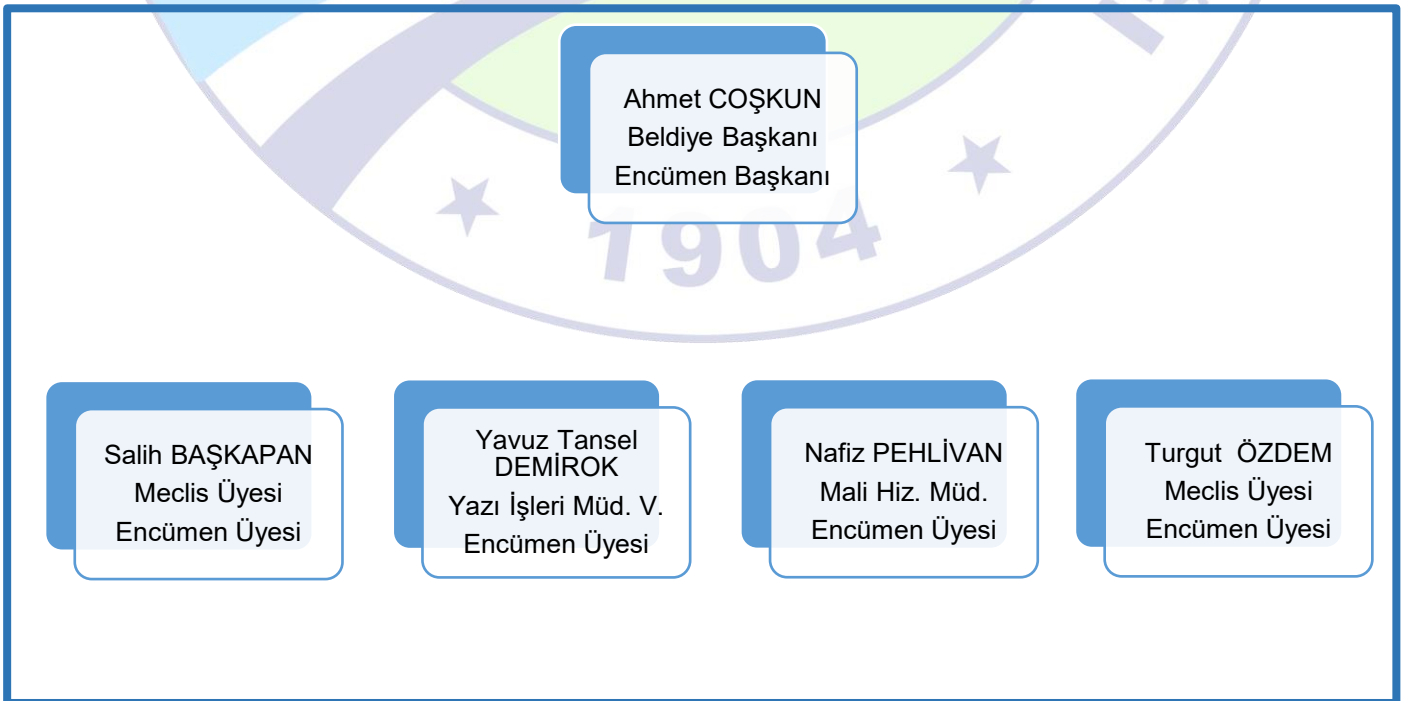 Ahmet COŞKUN
Beldiye Başkanı
Encümen Başkanı
1904
Salih BAŞKAPAN
Meclis Üyesi
Encümen Üyesi
Yavuz Tansel
DEMİROK
Yazı İşleri Müd. V.
Encümen Üyesi
Nafiz PEHLİVAN
Mali Hiz. Müd.
Encümen Üyesi
Turgut ÖZDEM
Meclis Üyesi
Encümen Üyesi